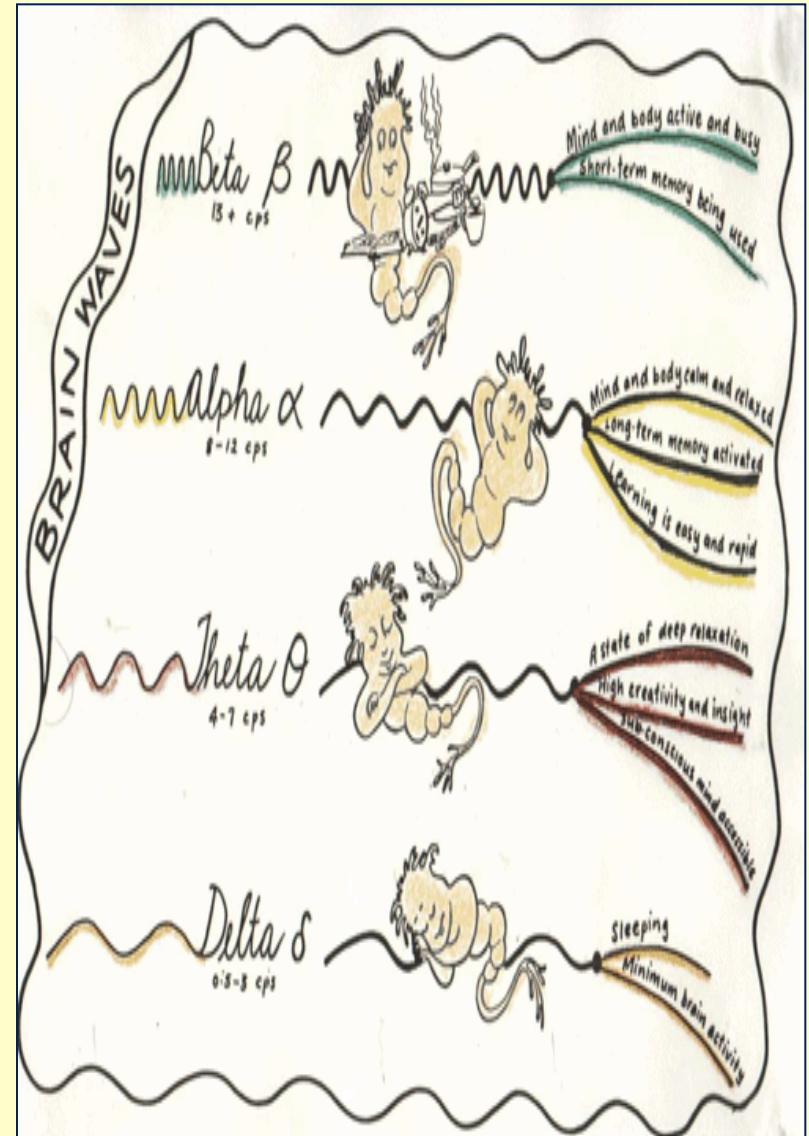 BRAIN WAVES
Beta β
13+ cps
Mind and body active and busy
Short-term memory being used
Alpha α
8-12 cps
Mind and body calm and relaxed
Long-term memory activated
Learning is easy and rapid
Theta θ
4-7 cps
A state of deep relaxation
High creativity and insight
Sub-conscious mind accessible
Delta δ
0.5-3 cps
Sleeping
Minimum brain activity